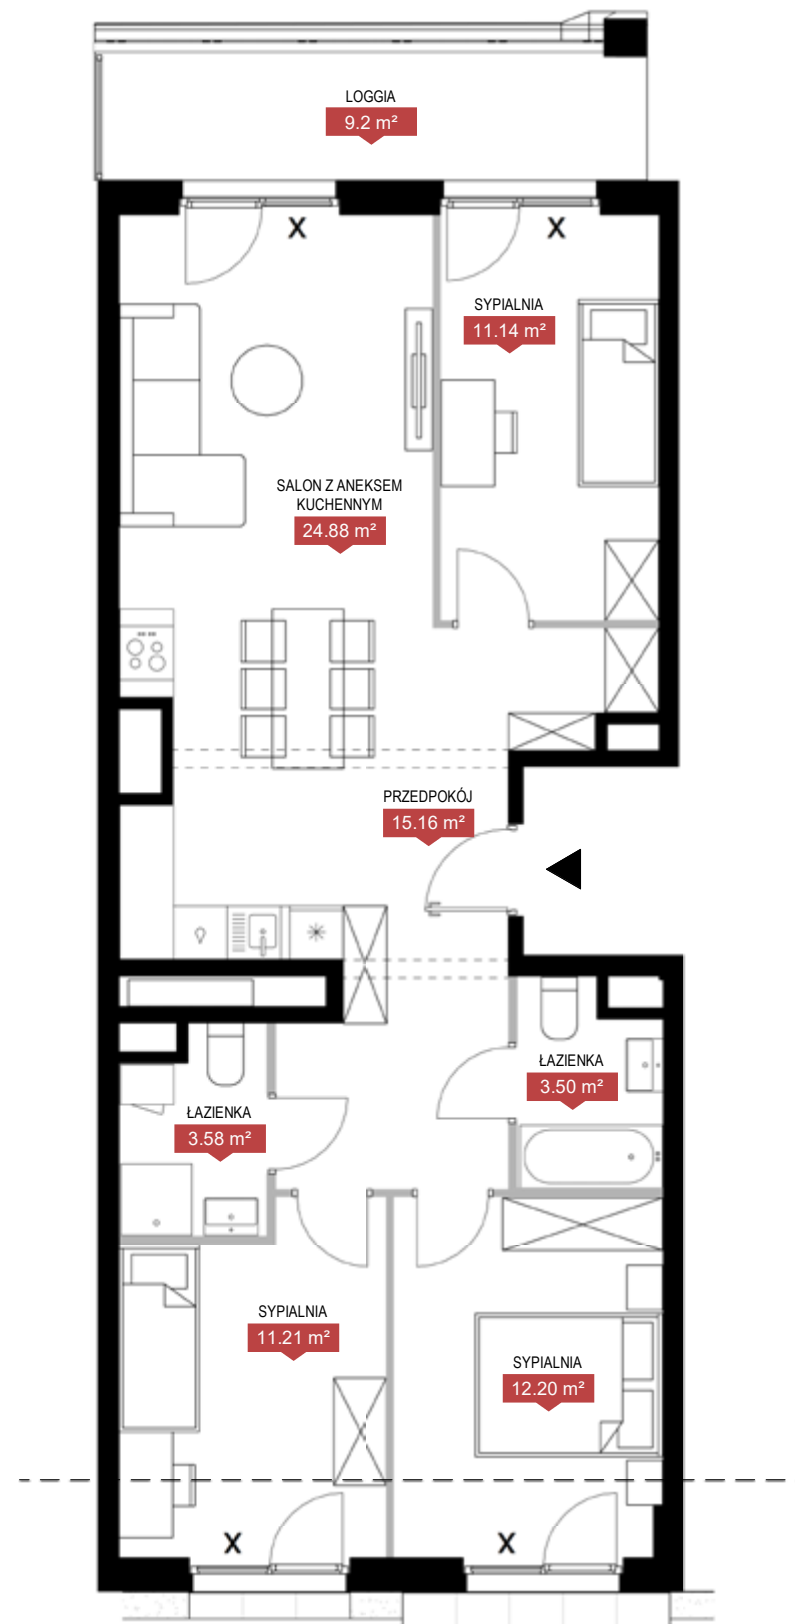 LOGGIA
9.2 m²
X
X
SYPIALNIA
11.14 m²
SALON Z ANEKSEM
KUCHENNYM
24.88 m²
PRZEDPOKÓJ
15.16 m²
ŁAZIENKA
3.50 m²
ŁAZIENKA
3.58 m²
SYPIALNIA
11.21 m²
SYPIALNIA
12.20 m²
X
X